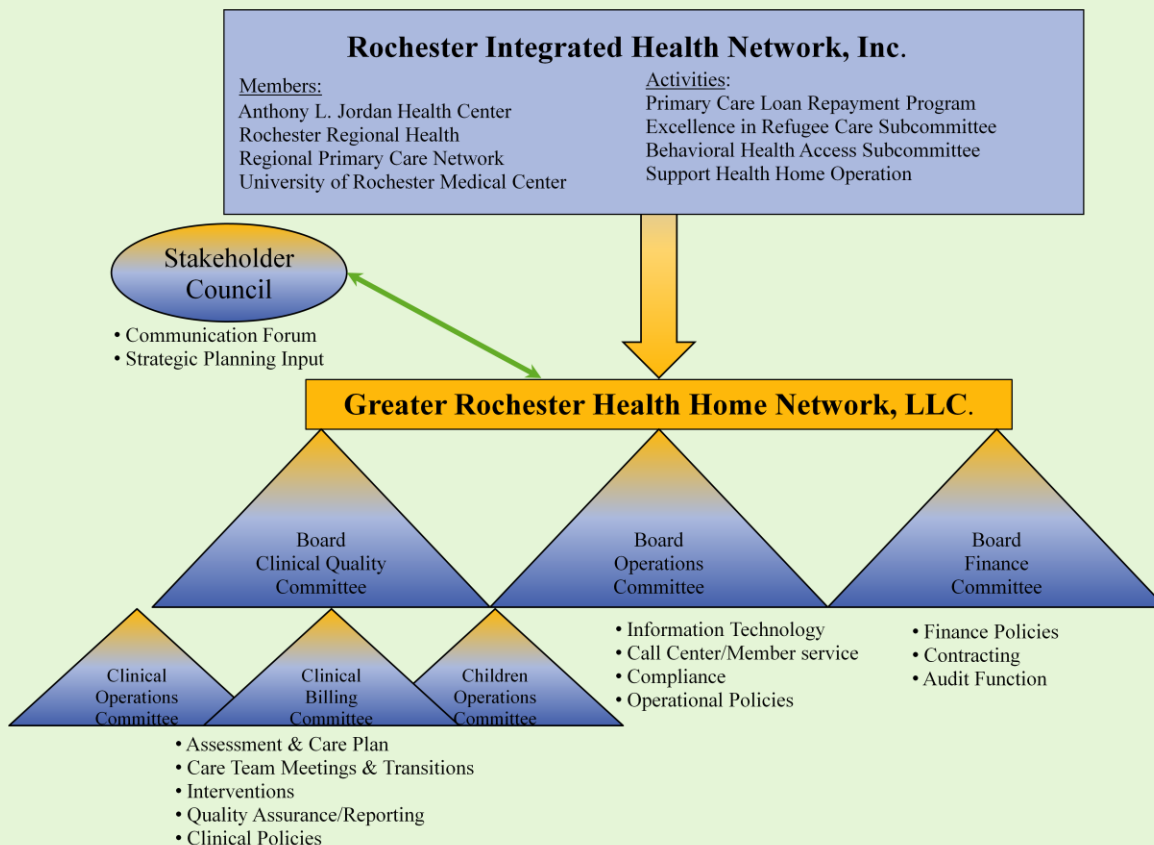 Rochester Integrated Health Network, Inc.
Members:
Anthony L. Jordan Health Center
Rochester Regional Health
Regional Primary Care Network
University of Rochester Medical Center
Activities:
Primary Care Loan Repayment Program
Excellence in Refugee Care Subcommittee
Behavioral Health Access Subcommittee
Support Health Home Operation
Stakeholder
Council
• Communication Forum
• Strategic Planning Input
Greater Rochester Health Home Network, LLC.
Board
Clinical Quality
Committee
Board
Operations
Committee
Board
Finance
Committee
Clinical
Operations
Committee
Clinical
Billing
Committee
Children
Operations
Committee
• Assessment & Care Plan
• Care Team Meetings & Transitions
• Interventions
• Quality Assurance/Reporting
• Clinical Policies
• Information Technology
• Call Center/Member service
• Compliance
• Operational Policies
• Finance Policies
• Contracting
• Audit Function